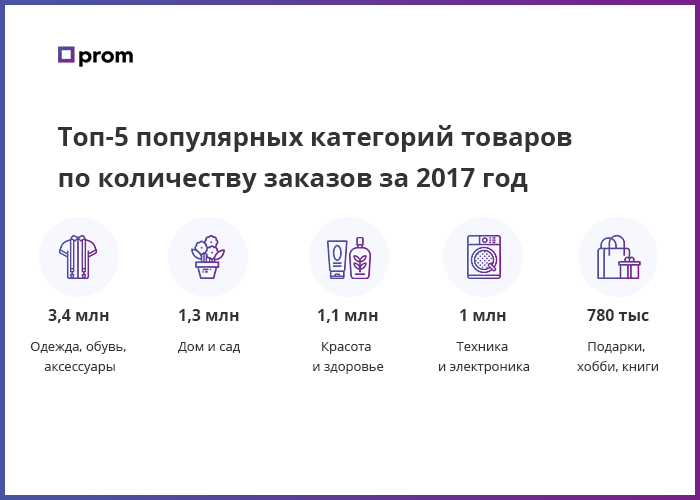 prom
Топ-5 популярных категорий товаров
по количеству заказов за 2017 год
3,4 млн
1,3 млн
1,1 млн
1 млн
780 тыс
Одежда, обувь,
аксессуары
Дом и сад
Красота
и здоровье
Техника
и электроника
Подарки,
хобби, книги